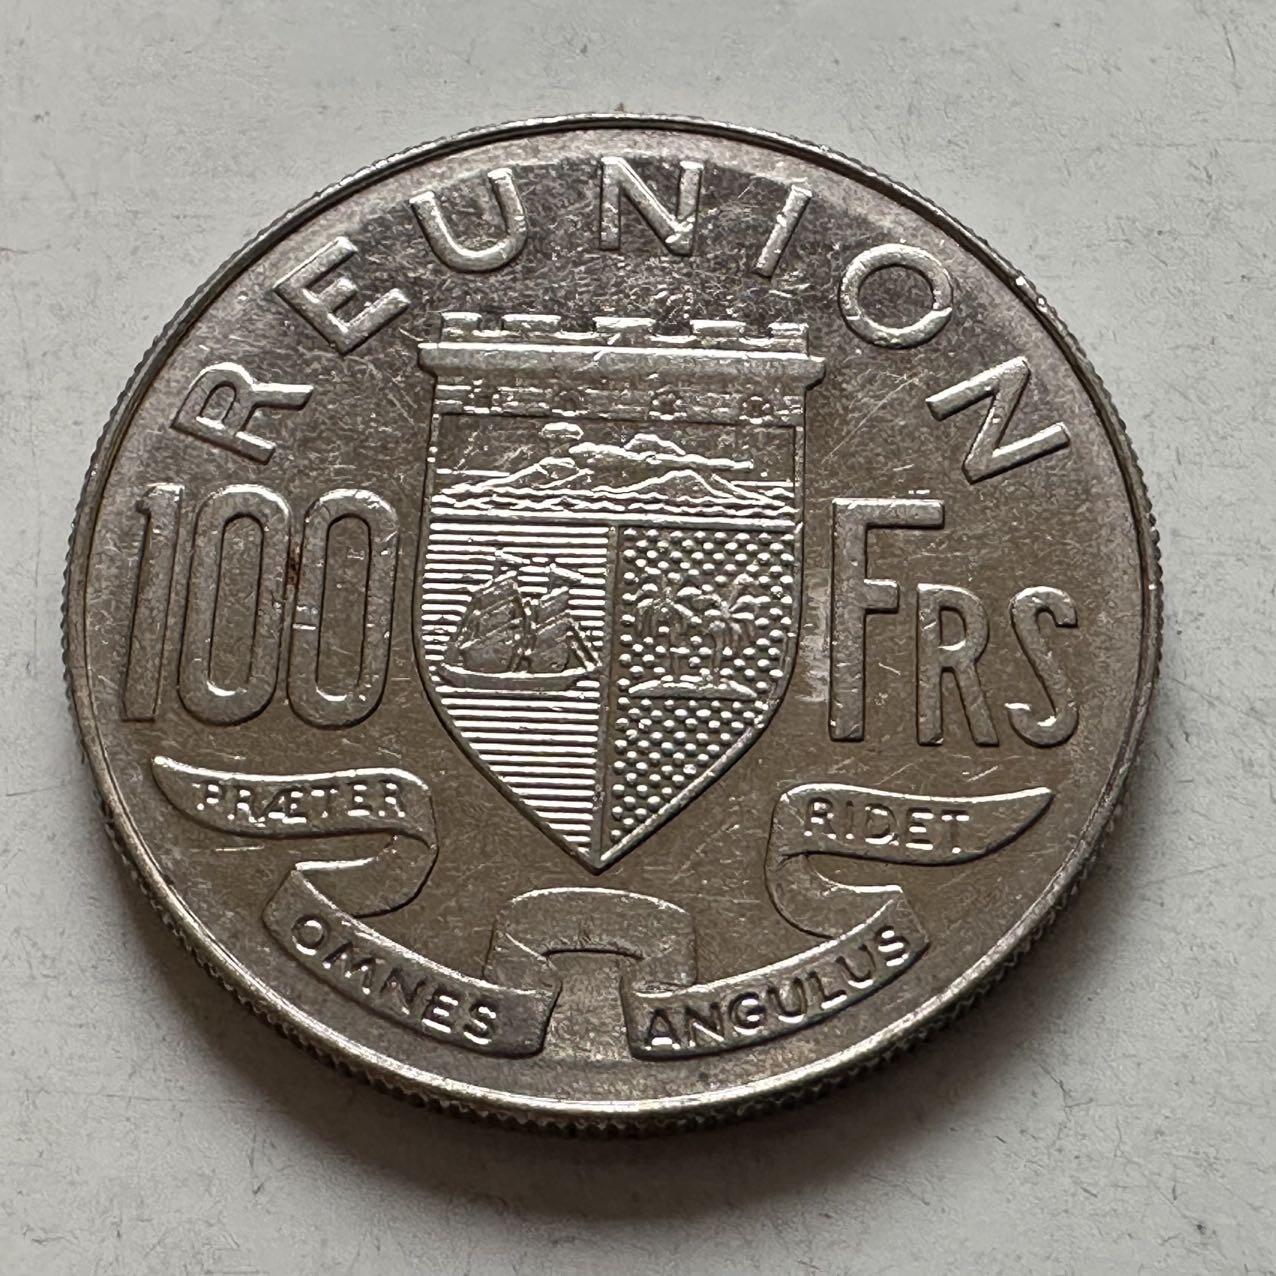 REUNION
100 FRS
PRÆTER
OMNES
ANGULUS
RIDET